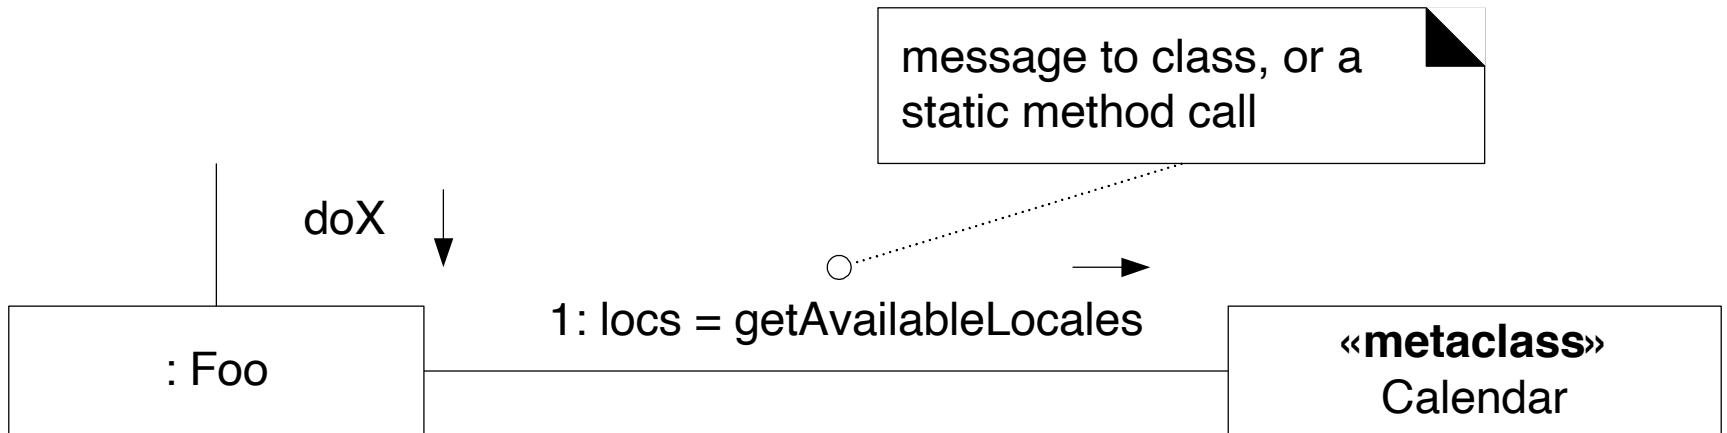 message to class, or a
static method call
doX
1: locs = getAvailableLocales
: Foo
«metaclass»
Calendar